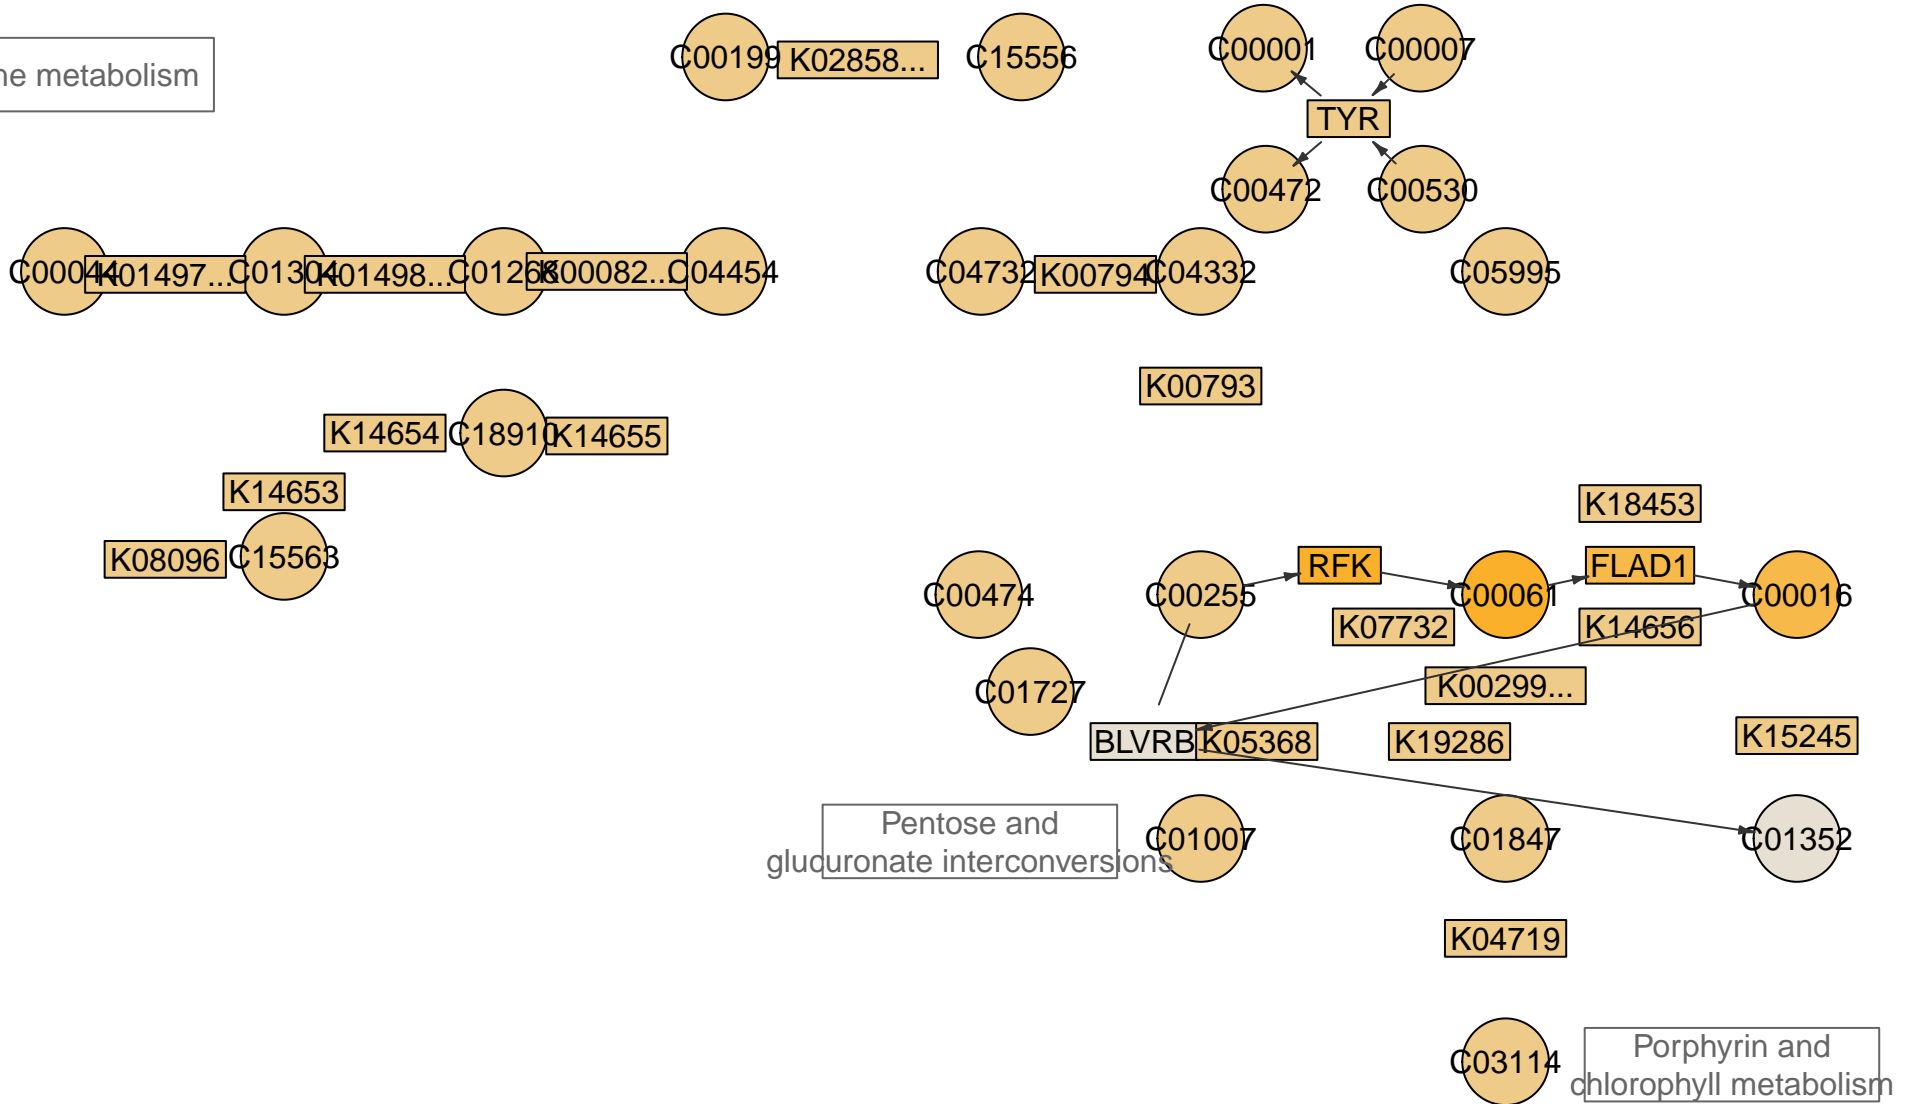 ne metabolism
C00199
K02858...
C15556
C00001
C00007
TYR
C00472
C00530
C00044
K01497...
C01304
K01498...
C01268
K00082...
C04454
C04732
K00794
C04332
C05995
K00793
K14654
C18910
K14655
K14653
K08096
C15563
K18453
C00474
C00255
RFK
C00061
FLAD1
C00016
K07732
K14656
C01727
K00299...
BLVRB
K05368
K19286
K15245
Pentose and
glucuronate interconversions
C01007
C01847
C01352
K04719
C03114
Porphyrin and
chlorophyll metabolism